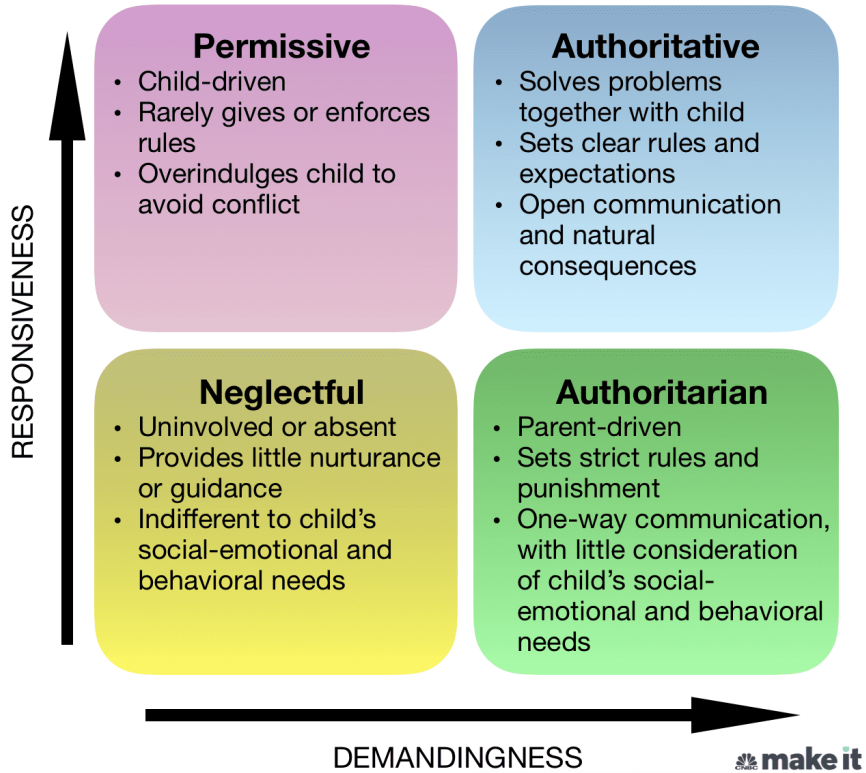 Permissive
• Child-driven
• Rarely gives or enforces
rules
• Overindulges child to
avoid conflict
Authoritative
• Solves problems
together with child
• Sets clear rules and
expectations
• Open communication
and natural
consequences
RESPONSIVENESS
Neglectful
• Uninvolved or absent
• Provides little nurturance
or guidance
• Indifferent to child’s
social-emotional and
behavioral needs
Authoritarian
• Parent-driven
• Sets strict rules and
punishment
• One-way communication,
with little consideration
of child’s social-
emotional and behavioral
needs
DEMANDINGNESS
CNBC make it